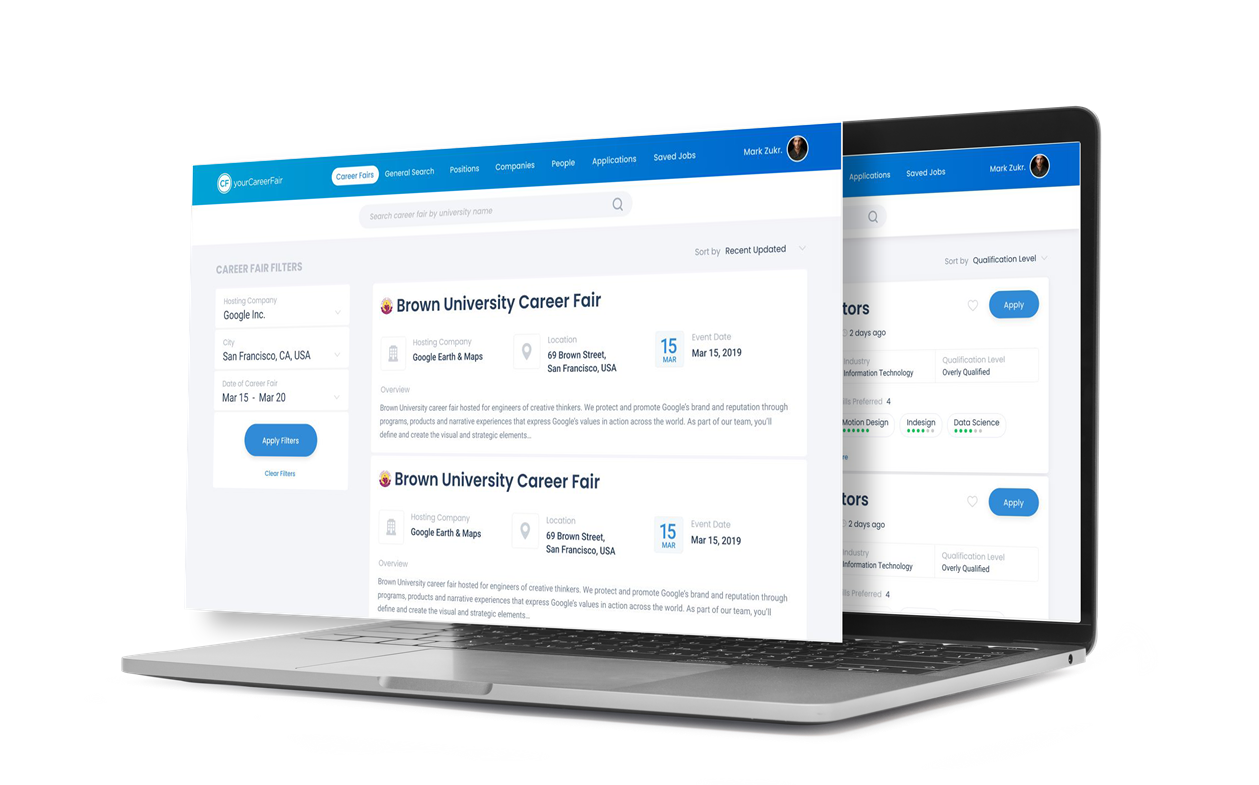 CF yourCareerFair
Career Fairs
General Search
Positions
Companies
People
Applications
Saved Jobs
Mark Zukr.
Search career fair by university name
CAREER FAIR FILTERS
Sort by Recent Updated
Hosting Company
Google Inc.
City
San Francisco, CA, USA
Date of Career Fair
Mar 15 - Mar 20
Apply Filters
Clear Filters
Brown University Career Fair
Hosting Company
Google Earth & Maps
Location
69 Brown Street,
San Francisco, USA
15
MAR
Event Date
Mar 15, 2019
Overview
Brown University career fair hosted for engineers of creative thinkers. We protect and promote Google's brand and reputation through
programs, products and narrative experiences that express Google's values in action across the world. As part of our team, you'll
define and create the visual and strategic elements...
Brown University Career Fair
Hosting Company
Google Earth & Maps
Location
69 Brown Street,
San Francisco, USA
15
MAR
Event Date
Mar 15, 2019
Overview
Brown University career fair hosted for engineers of creative thinkers. We protect and promote Google's brand and reputation through
programs, products and narrative experiences that express Google's values in action across the world. As part of our team, you'll
define and create the visual and strategic elements...
Applications
Saved Jobs
Mark Zukr.
Sort by Qualification Level
tors
Apply
2 days ago
Industry
Information Technology
Qualification Level
Overly Qualified
ills Preferred 4
Motion Design
Indesign
Data Science
re
tors
Apply
2 days ago
Industry
Information Technology
Qualification Level
Overly Qualified
ills Preferred 4